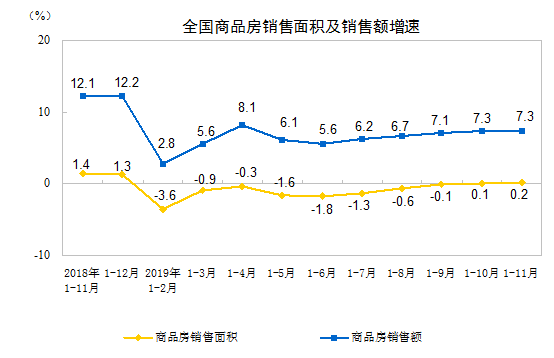 全国商品房销售面积及销售额增速
(%)
20
10
0
-10
12.1 12.2 2.8 5.6 8.1 6.1 5.6 6.2 6.7 7.1 7.3 7.3
1.4 1.3 -3.6 -0.9 -0.3 -1.6 -1.8 -1.3 -0.6 -0.1 0.1 0.2
2018年 1-12月 2019年 1-3月 1-4月 1-5月 1-6月 1-7月 1-8月 1-9月 1-10月 1-11月
1-11月 1-2月
商品房销售面积 商品房销售额